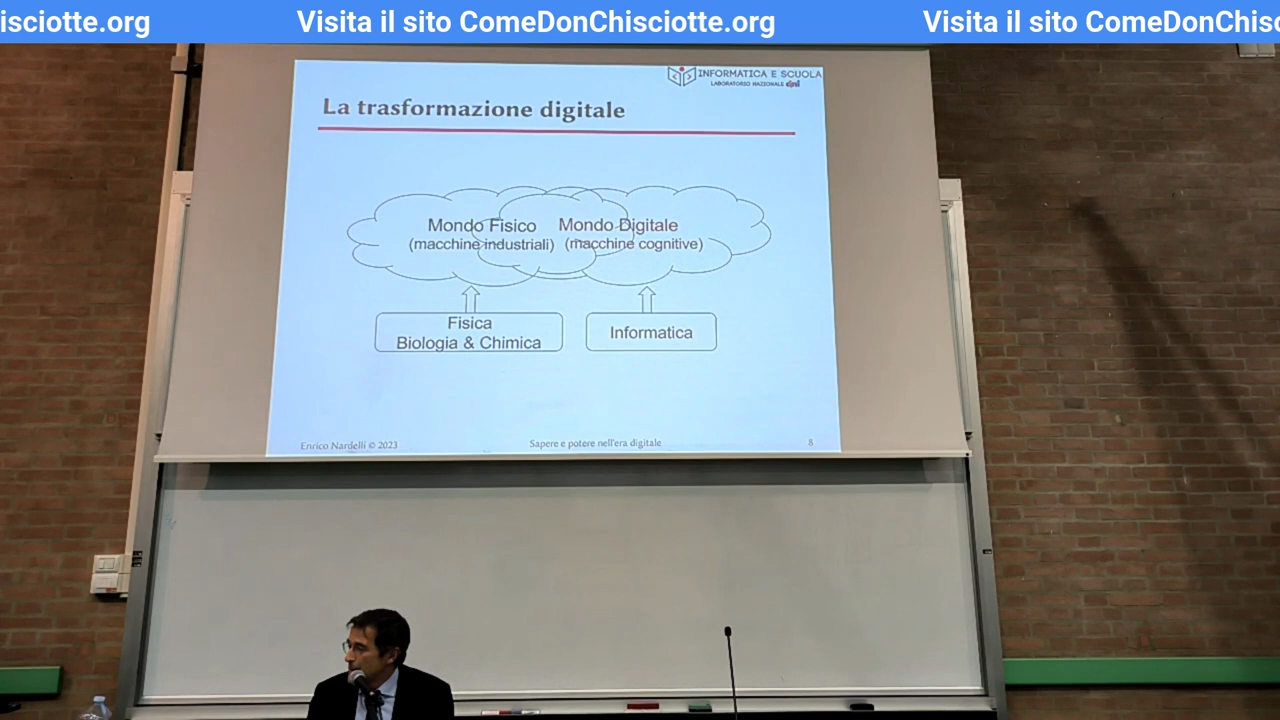 isciotte.org
Visita il sito ComeDonChisciotte.org
Visita il sito ComeDonChisc
INFORMATICA E SCUOLA
LABORATORIO NAZIONALE cini
La trasformazione digitale
Mondo Fisico
(macchine industriali)
Mondo Digitale
(macchine cognitive)
Fisica
Biologia & Chimica
Informatica
Enrico Nardelli © 2023
Sapere e potere nell'era digitale
8